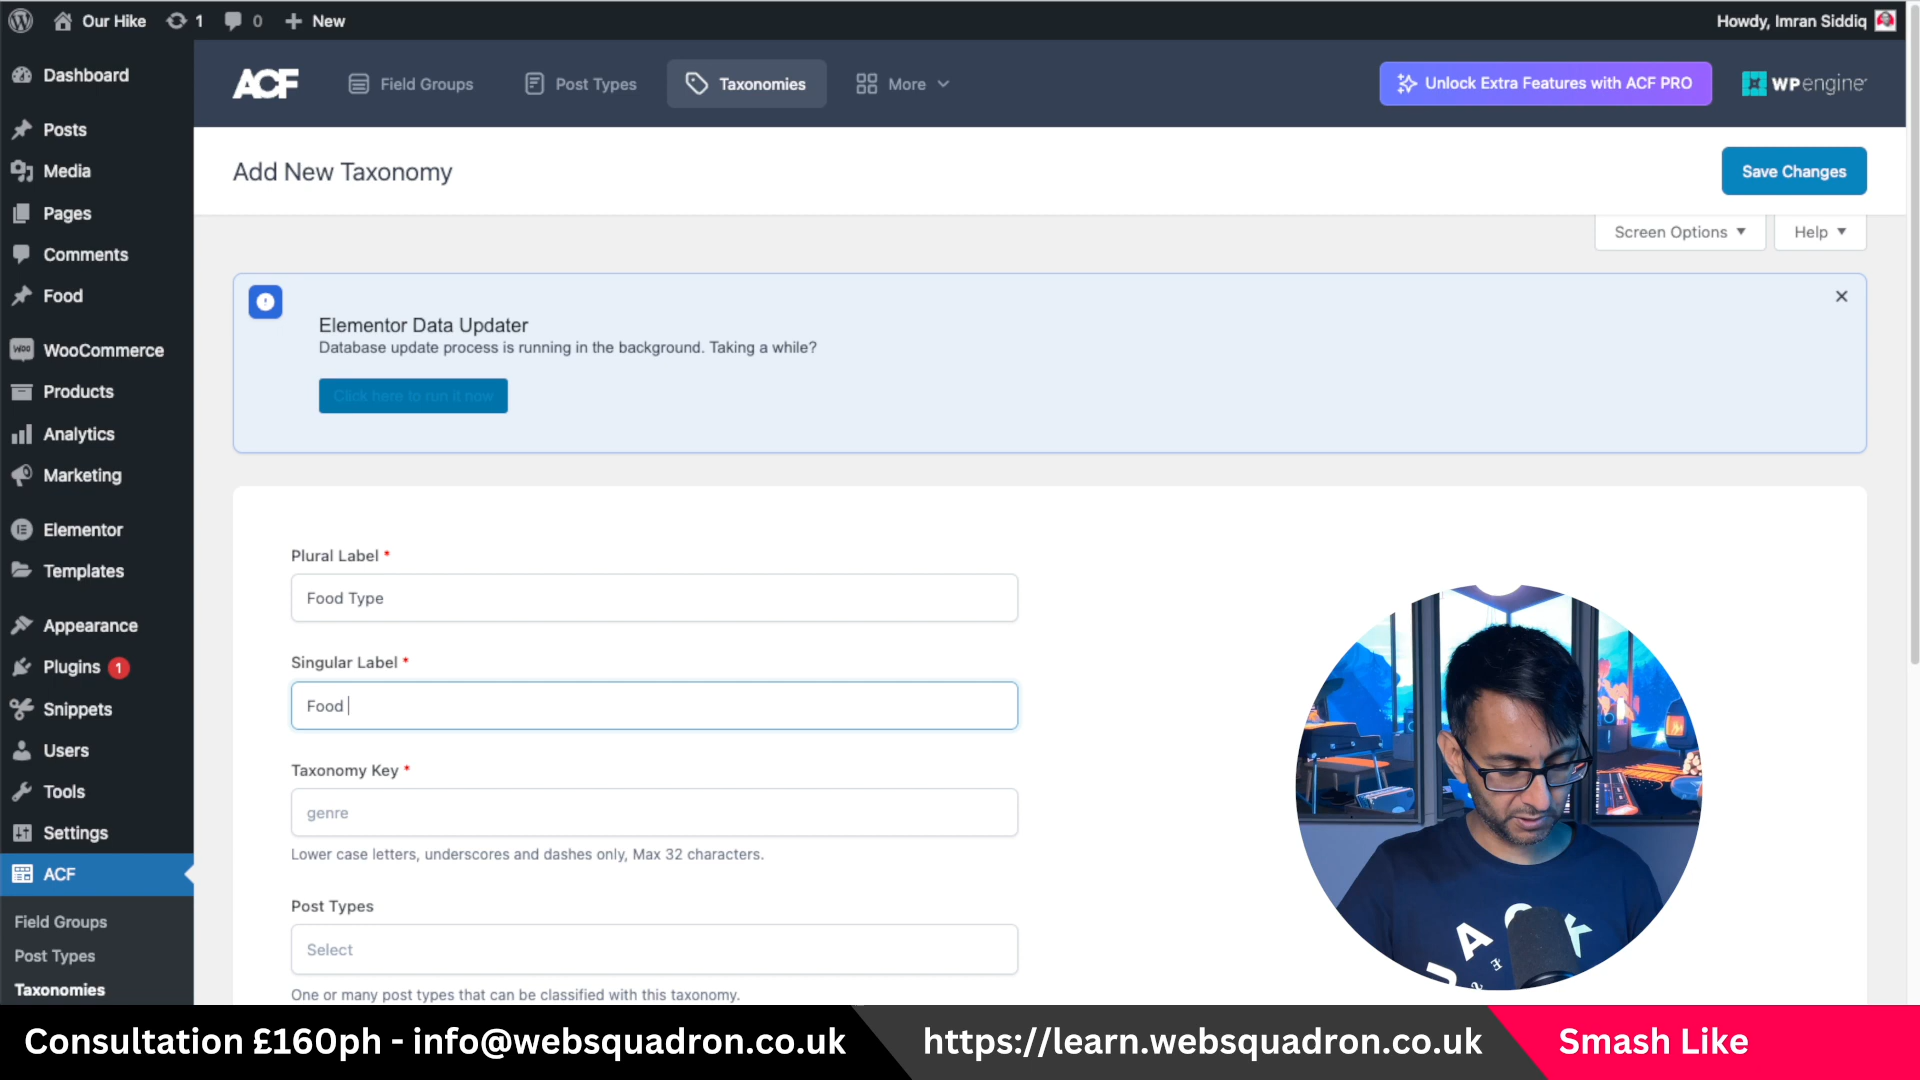 Our Hike
1
0
New
Howdy, Imran Siddiq
Dashboard
Posts
Media
Pages
Comments
Food
WooCommerce
Products
Analytics
Marketing
Elementor
Templates
Appearance
Plugins 1
Snippets
Users
Tools
Settings
ACF
Field Groups
Post Types
Taxonomies
ACF
Field Groups
Post Types
Taxonomies
More
Unlock Extra Features with ACF PRO
WPengine
Add New Taxonomy
Save Changes
Screen Options
Help
Elementor Data Updater
Database update process is running in the background. Taking a while?
Click here to run it now
Plural Label *
Food Type
Singular Label *
Food
Taxonomy Key *
genre
Lower case letters, underscores and dashes only, Max 32 characters.
Post Types
Select
One or many post types that can be classified with this taxonomy.
Consultation £160ph - info@websquadron.co.uk
https://learn.websquadron.co.uk
Smash Like